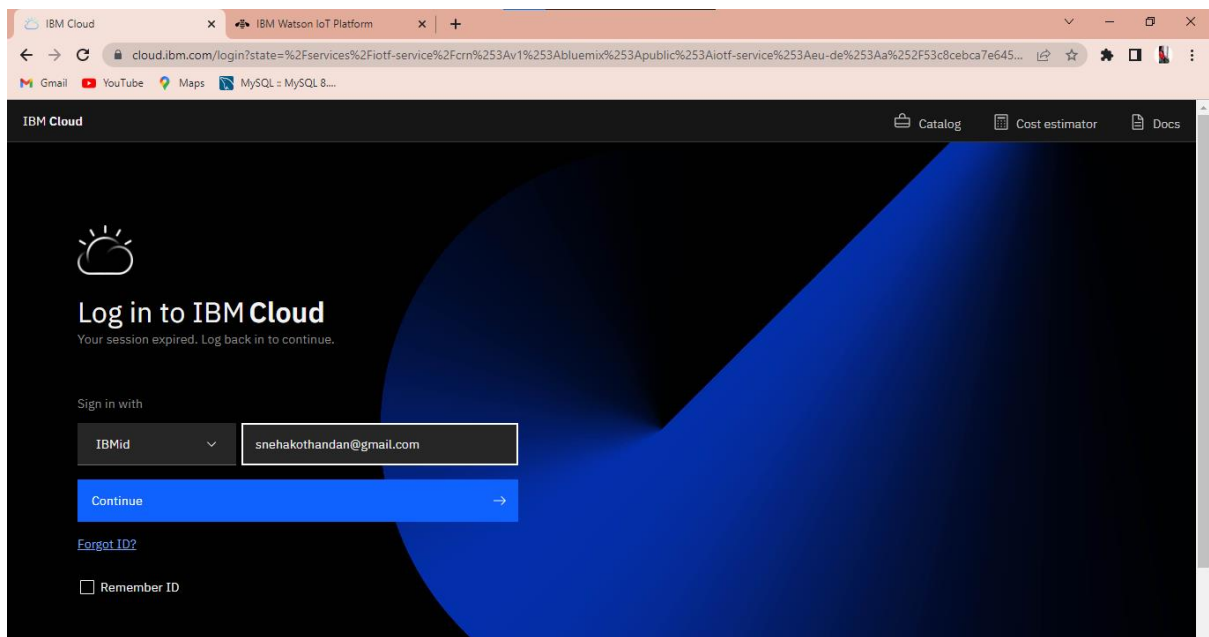 IBM Cloud
IBM Watson IoT Platform
cloud.ibm.com/login?state=%2Fservices%2Fiotf-service%2Fcrn%253Av1%253Abluemix%253Apublic%253Aiotf-service%253Aeu-de%253Aa%252F53c8cebca7e645...
Gmail YouTube Maps MySQL :: MySQL 8....
IBM Cloud Catalog Cost estimator Docs
Log in to IBM Cloud
Your session expired. Log back in to continue.
Sign in with
IBMid snehakothandan@gmail.com
Continue
Forgot ID?
Remember ID